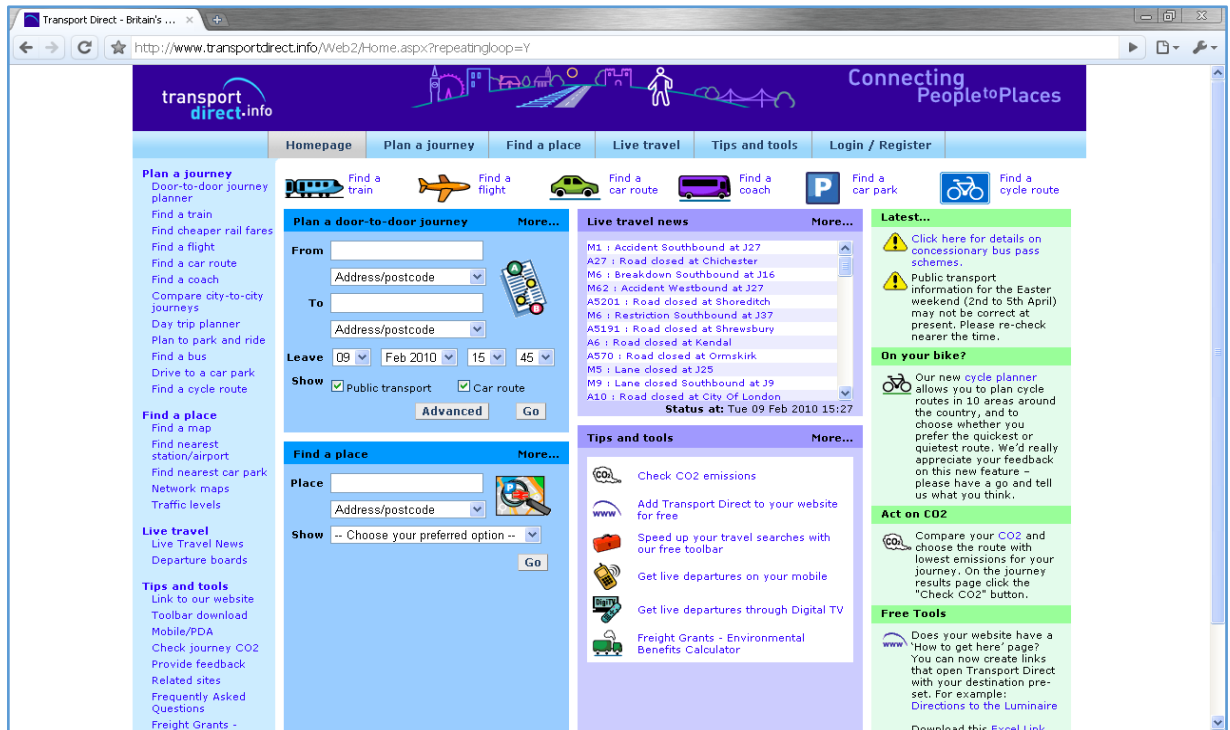 Transport Direct - Britain's ...
http://www.transportdirect.info/Web2/Home.aspx?repeatingloop=Y
transport
direct.info
Connecting
People to Places
Homepage
Plan a journey
Find a place
Live travel
Tips and tools
Login / Register
Plan a journey
Door-to-door journey
planner
Find a train
Find cheaper rail fares
Find a flight
Find a car route
Find a coach
Compare city-to-city
journeys
Day trip planner
Plan to park and ride
Find a bus
Drive to a car park
Find a cycle route
Find a place
Find a map
Find nearest
station/airport
Find nearest car park
Network maps
Traffic levels
Live travel
Live Travel News
Departure boards
Tips and tools
Link to our website
Toolbar download
Mobile/PDA
Check journey CO2
Provide feedback
Related sites
Frequently Asked
Questions
Freight Grants -
Find a
train
Find a
flight
Find a
car route
Find a
coach
P
Find a
car park
Find a
cycle route
Plan a door-to-door journey More...
From
Address/postcode
To
Address/postcode
Leave 09 Feb 2010 15 45
Show Public transport Car route
Advanced Go
Find a place More...
Place
Address/postcode
Show -- Choose your preferred option --
Go
Live travel news More...
M1 : Accident Southbound at J27
A27 : Road closed at Chichester
M6 : Breakdown Southbound at J16
M62 : Accident Westbound at J27
A5201 : Road closed at Shoreditch
M6 : Restriction Southbound at J37
A5191 : Road closed at Shrewsbury
A6 : Road closed at Kendal
A570 : Road closed at Ormskirk
M5 : Lane closed at J25
M9 : Lane closed Southbound at J9
A10 : Road closed at City Of London
Status at: Tue 09 Feb 2010 15:27
Tips and tools More...
CO2
Check CO2 emissions
www
Add Transport Direct to your website
for free
Speed up your travel searches with
our free toolbar
Get live departures on your mobile
DigiTV
Get live departures through Digital TV
Freight Grants - Environmental
Benefits Calculator
Latest...
Click here for details on
concessionary bus pass
schemes.
Public transport
information for the Easter
weekend (2nd to 5th April)
may not be correct at
present. Please re-check
nearer the time.
On your bike?
Our new cycle planner
allows you to plan cycle
routes in 10 areas around
the country, and to
choose whether you
prefer the quickest or
quietest route. We'd really
appreciate your feedback
on this new feature –
please have a go and tell
us what you think.
Act on CO2
CO2
Compare your CO2 and
choose the route with
lowest emissions for your
journey. On the journey
results page click the
"Check CO2" button.
Free Tools
www
Does your website have a
'How to get here' page?
You can now create links
that open Transport Direct
with your destination pre-
set. For example:
Directions to the Luminaire
Download this Excel Link